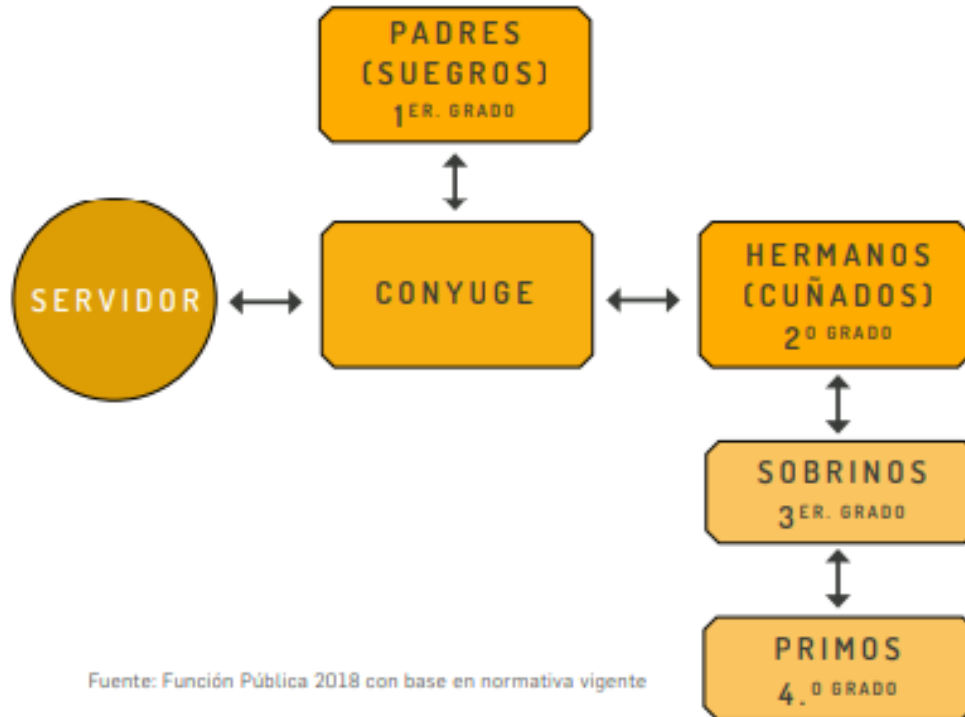 PADRES
(SUEGROS)
1ER. GRADO
SERVIDOR
CONYUGE
HERMANOS
(CUÑADOS)
2O GRADO
SOBRINOS
3ER. GRADO
PRIMOS
4.O GRADO
Fuente: Función Pública 2018 con base en normativa vigente